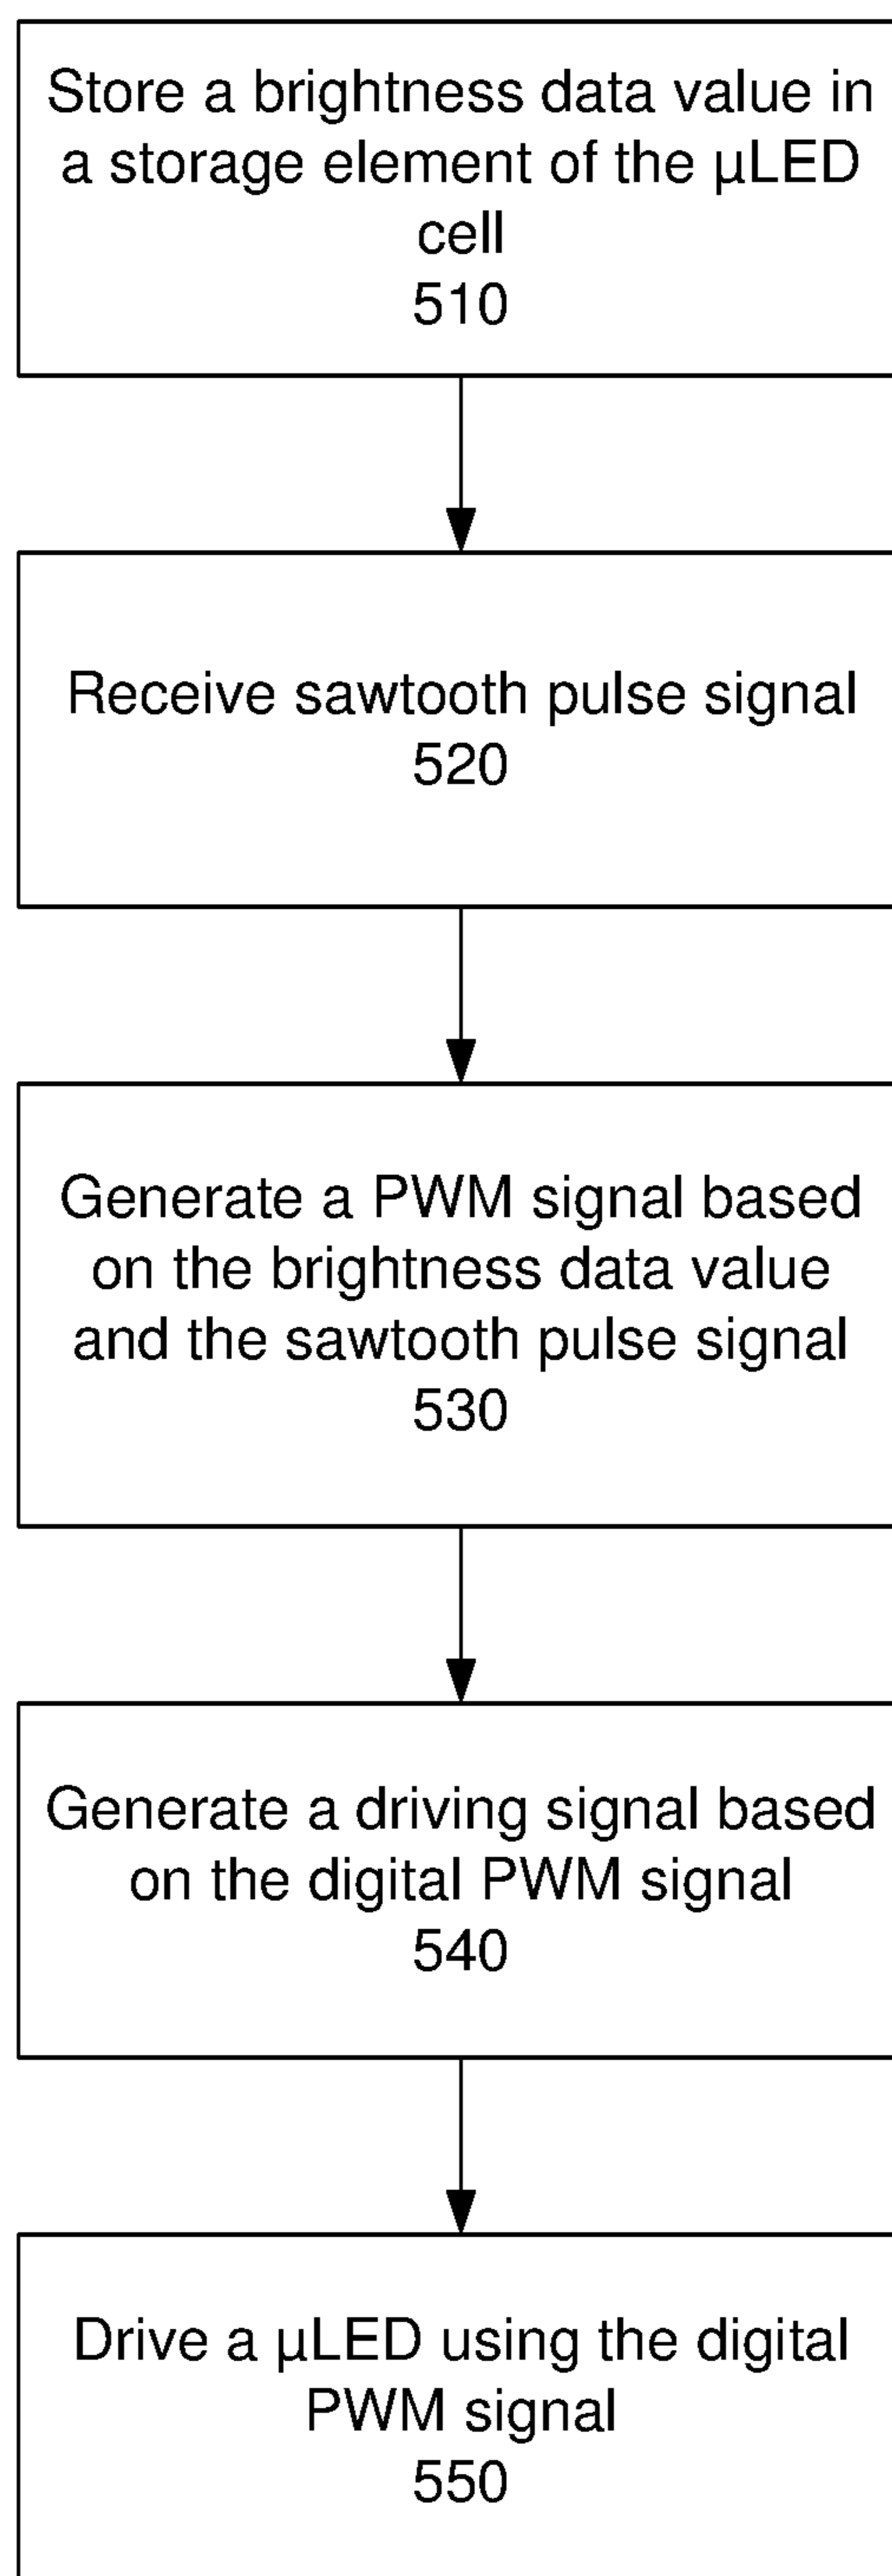 Store a brightness data value in
a storage element of the μLED
cell
510
Receive sawtooth pulse signal
520
Generate a PWM signal based
on the brightness data value
and the sawtooth pulse signal
530
Generate a driving signal based
on the digital PWM signal
540
Drive a μLED using the digital
PWM signal
550